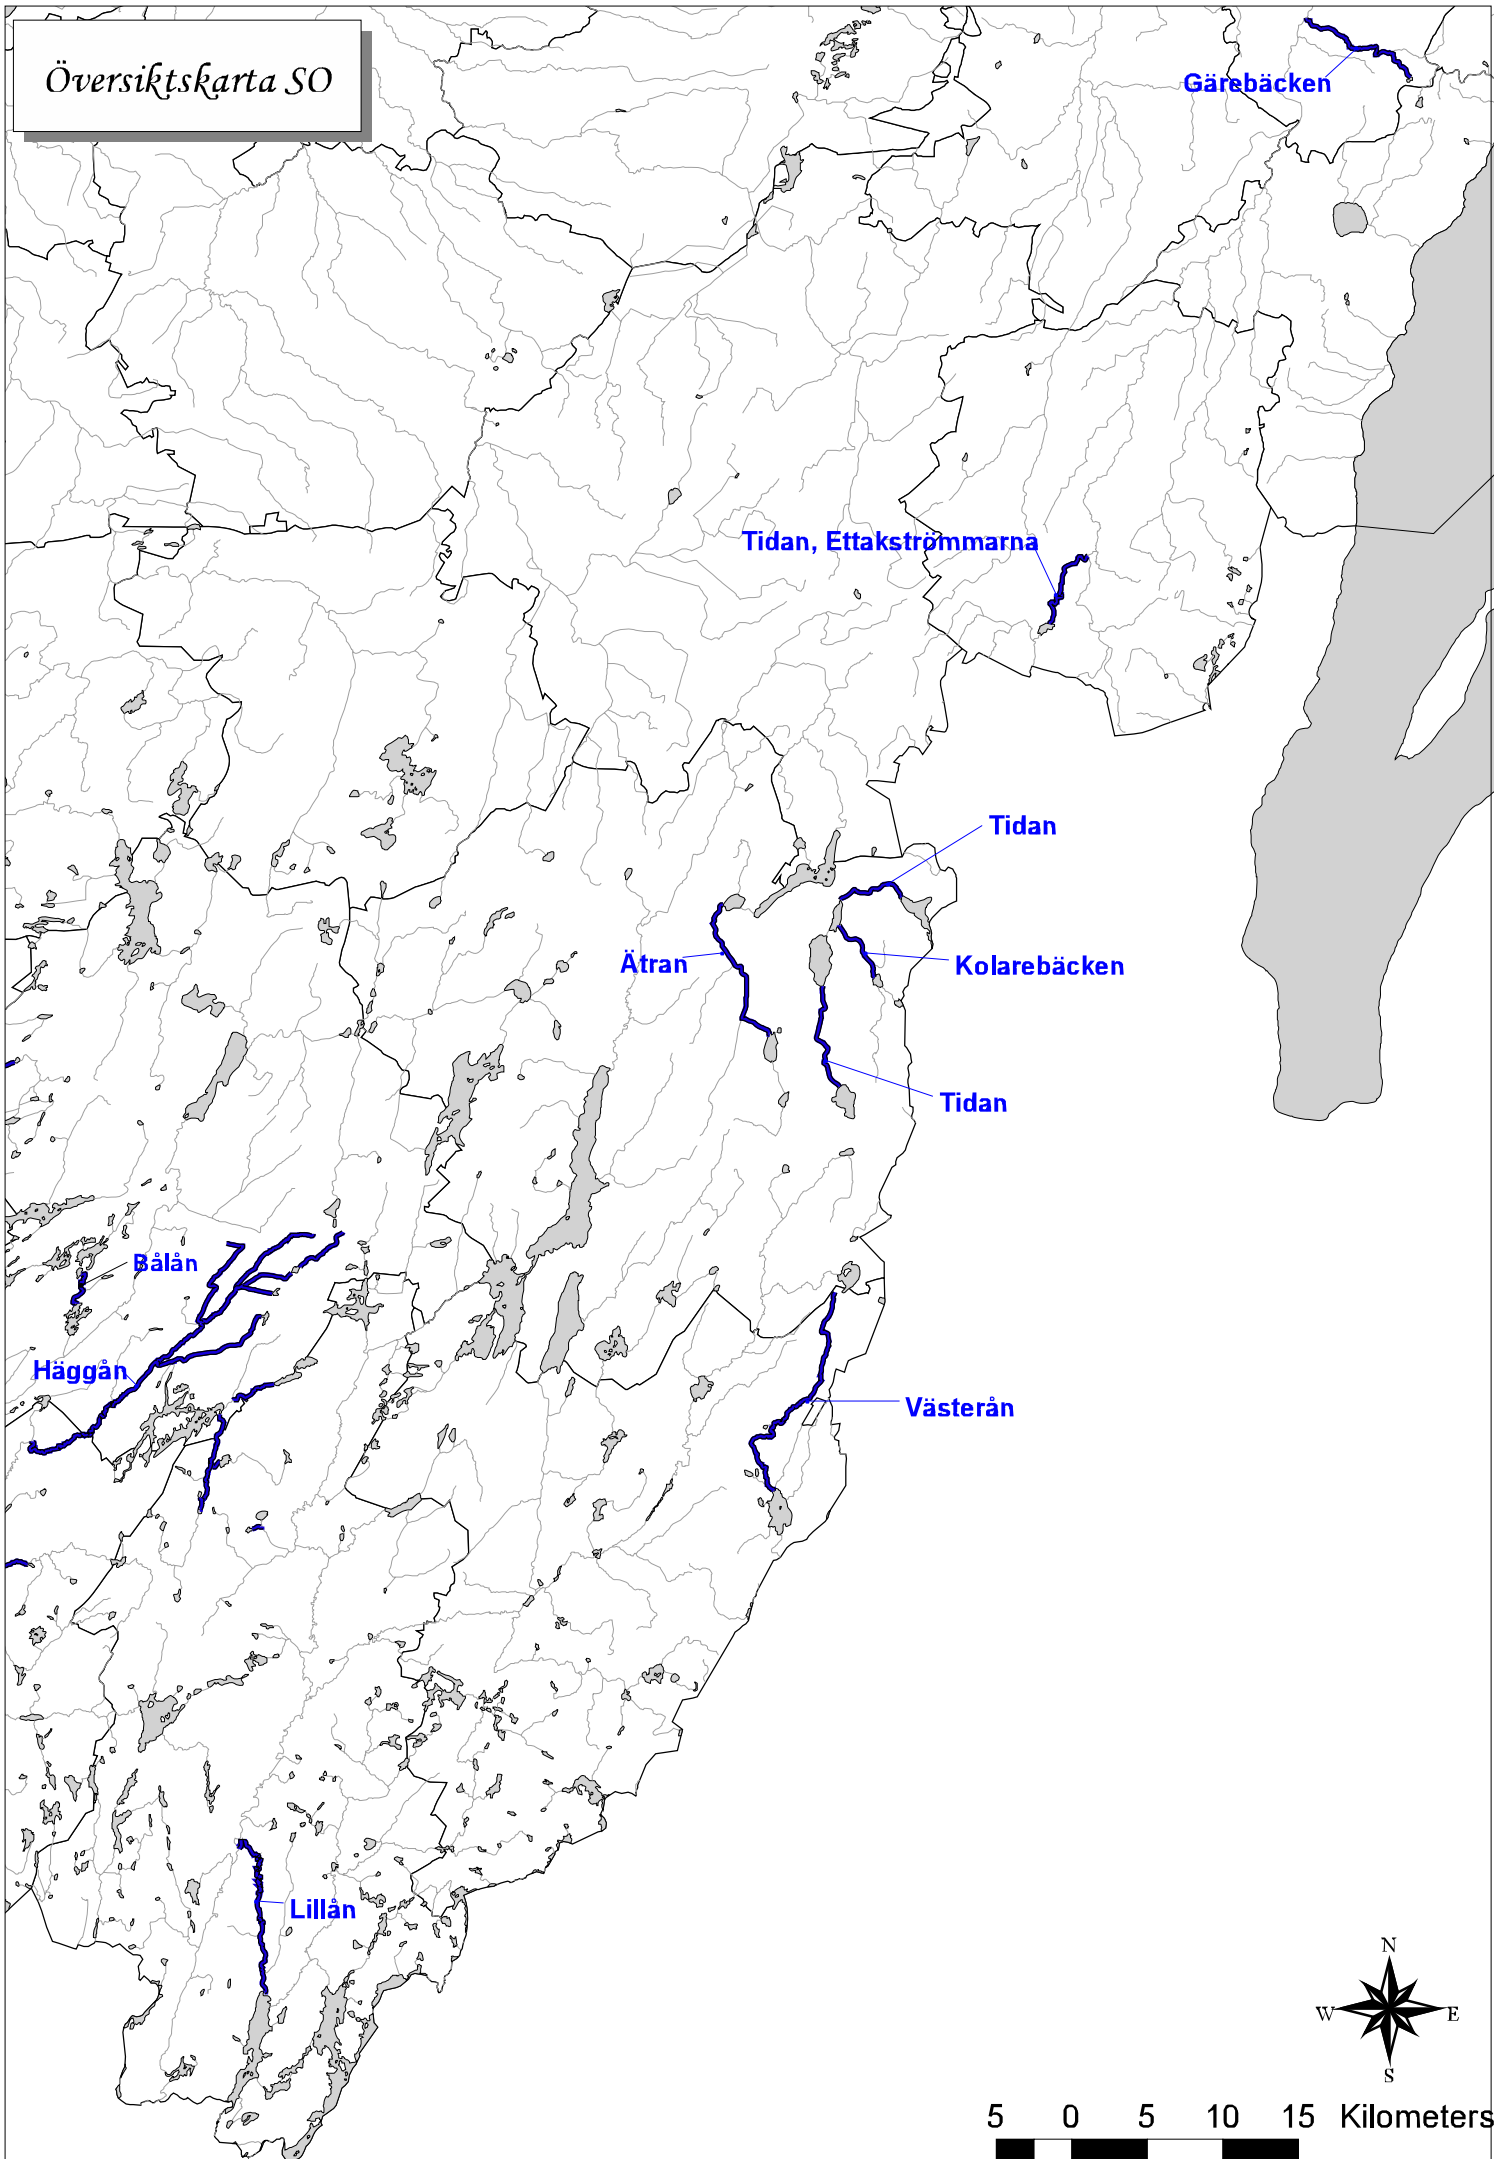 Översiktskarta SO
Gärebäcken
Tidan, Ettakströmmarna
Tidan
Ätran
Kolarebäcken
Tidan
Bålån
Häggån
Västerån
Lillån
N
W E
S
5 0 5 10 15 Kilometers